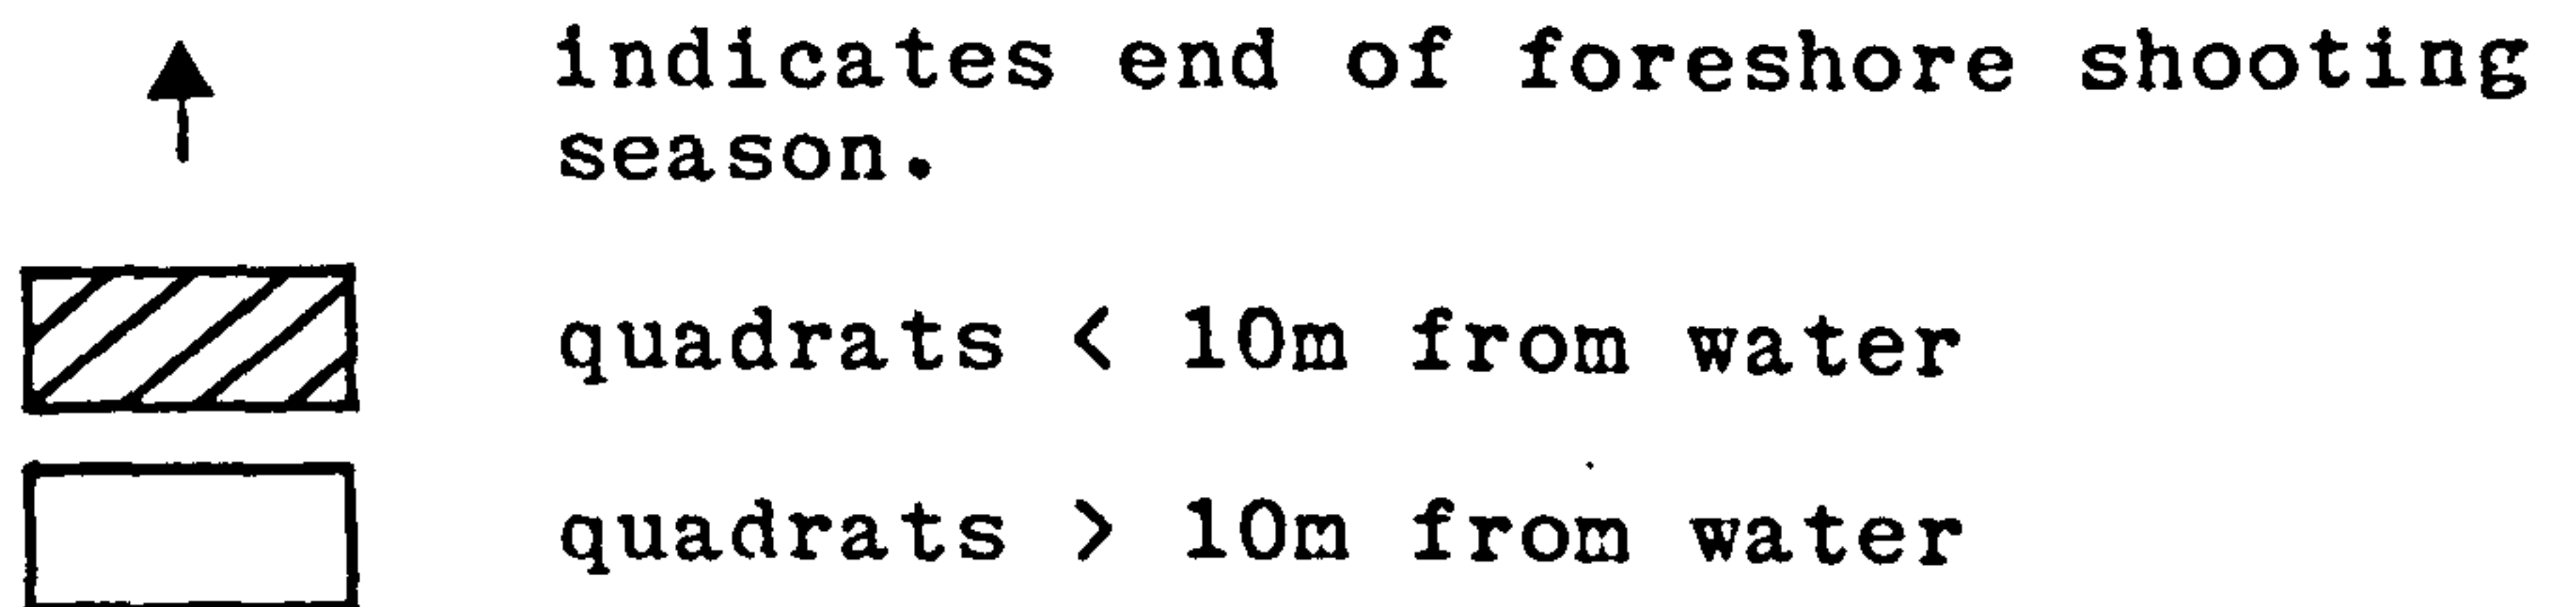 indicates end of foreshore shooting
season.
quadrats < 10m from water
quadrats > 10m from water